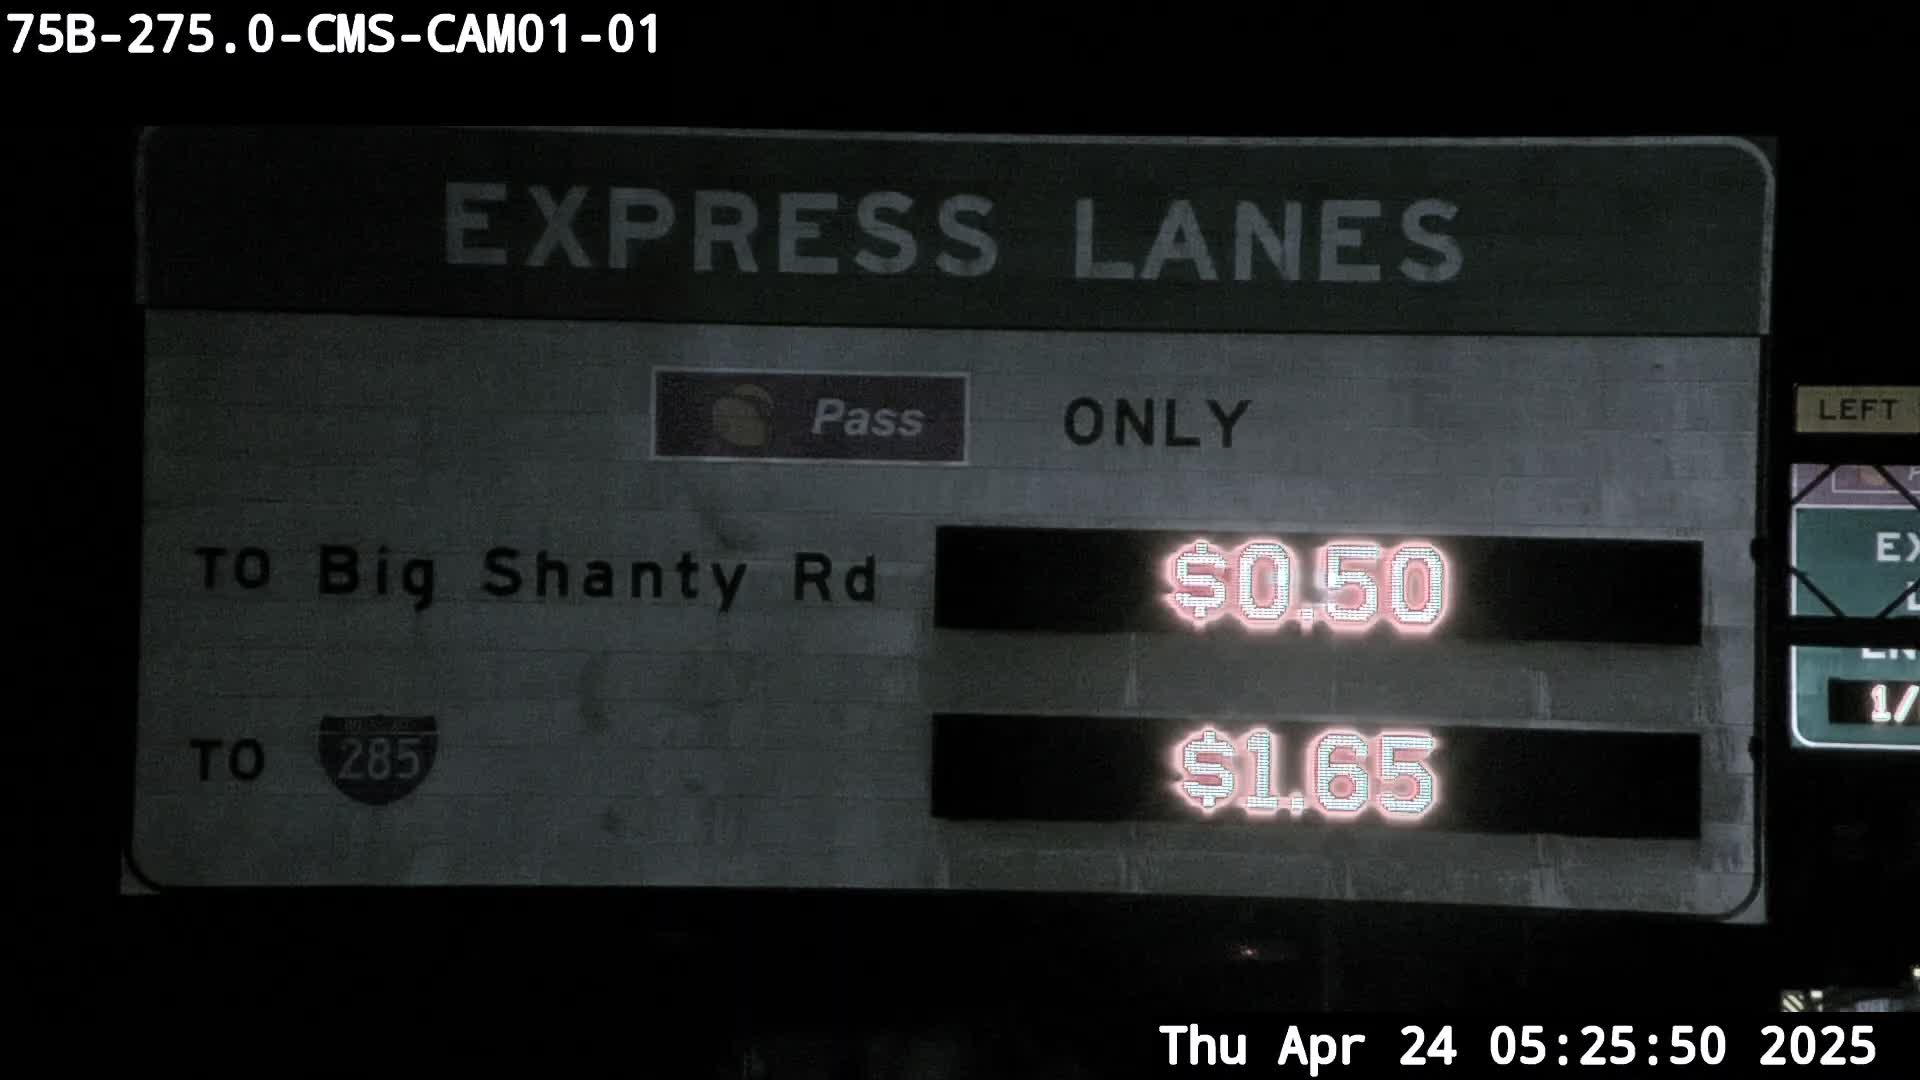 75B-275.0-CMS-CAM01-01
EXPRESS LANES
Pass ONLY
TO Big Shanty Rd $0.50
TO 285 $1.65
LEFT
1/
Thu Apr 24 05:25:50 2025